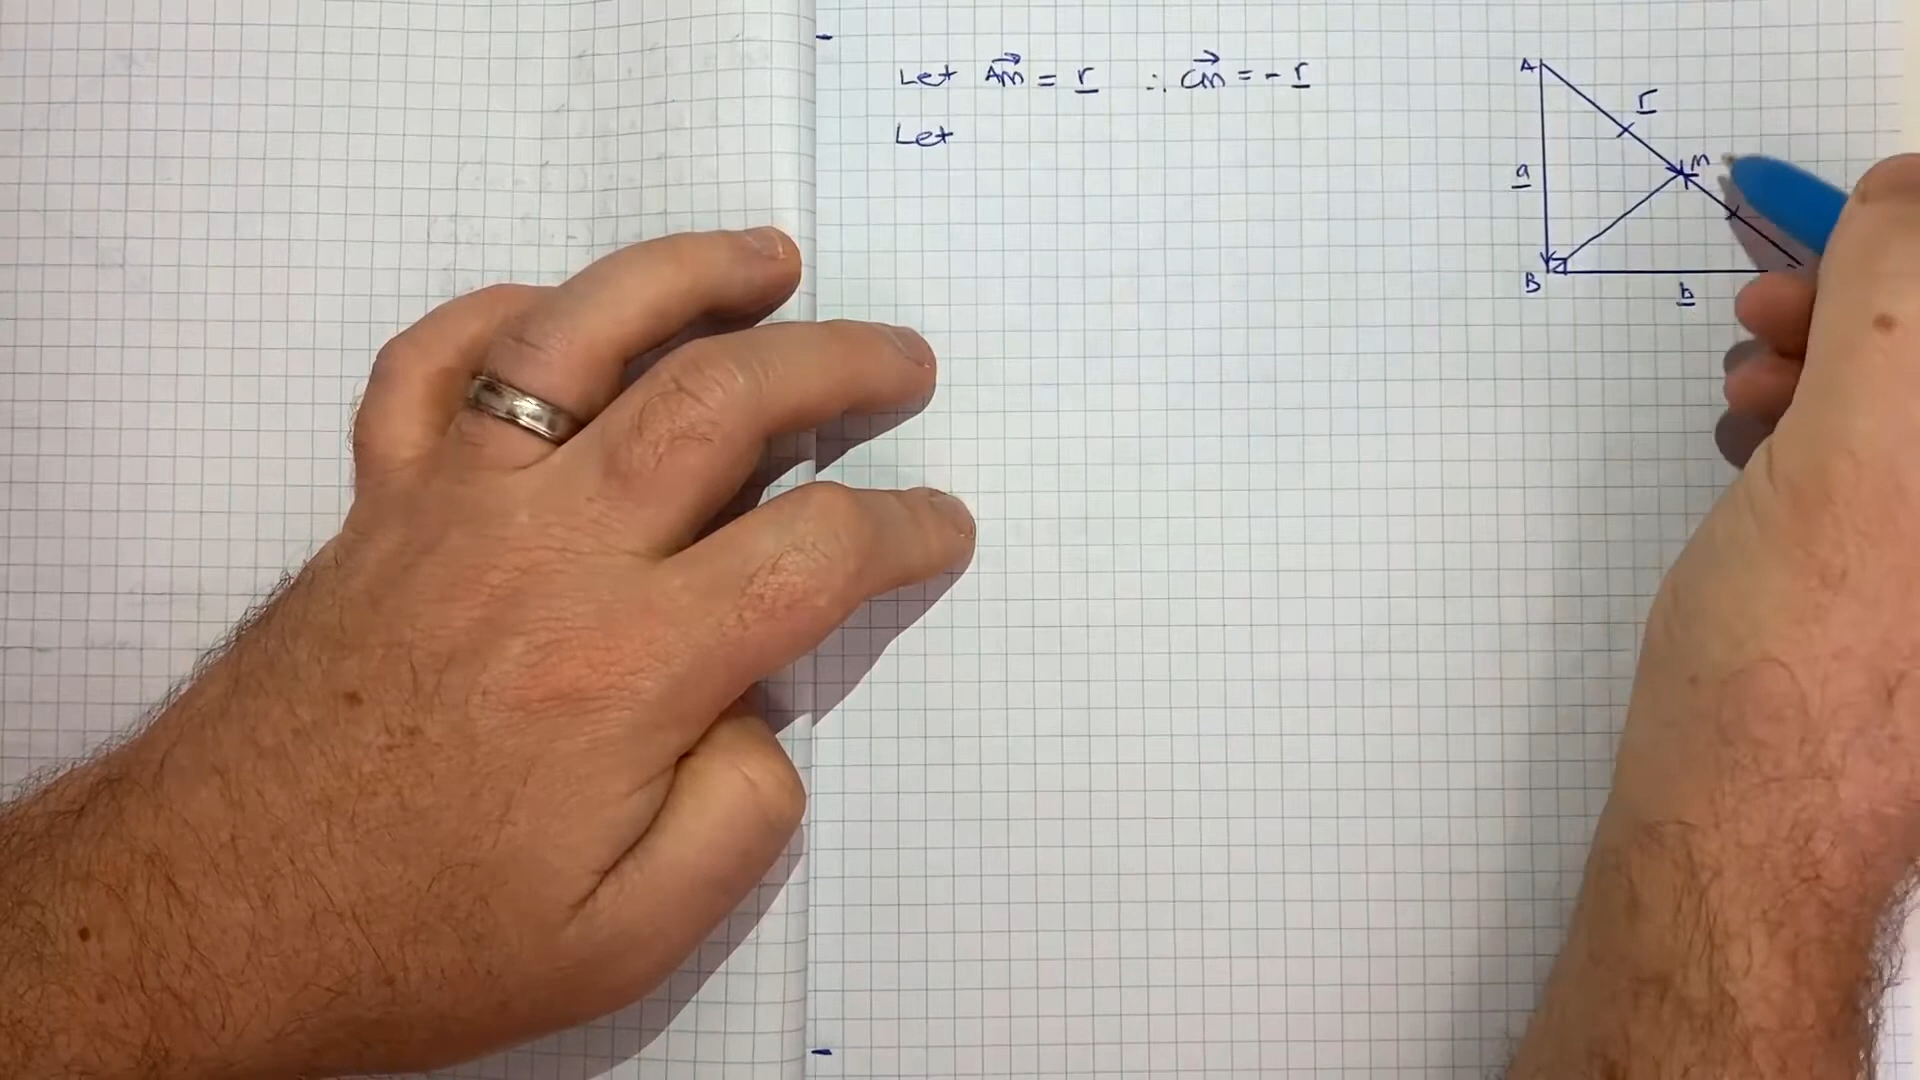 Let AM⃗ = r ∴ CM⃗ = - r
Let
A
r
M
a
B
b